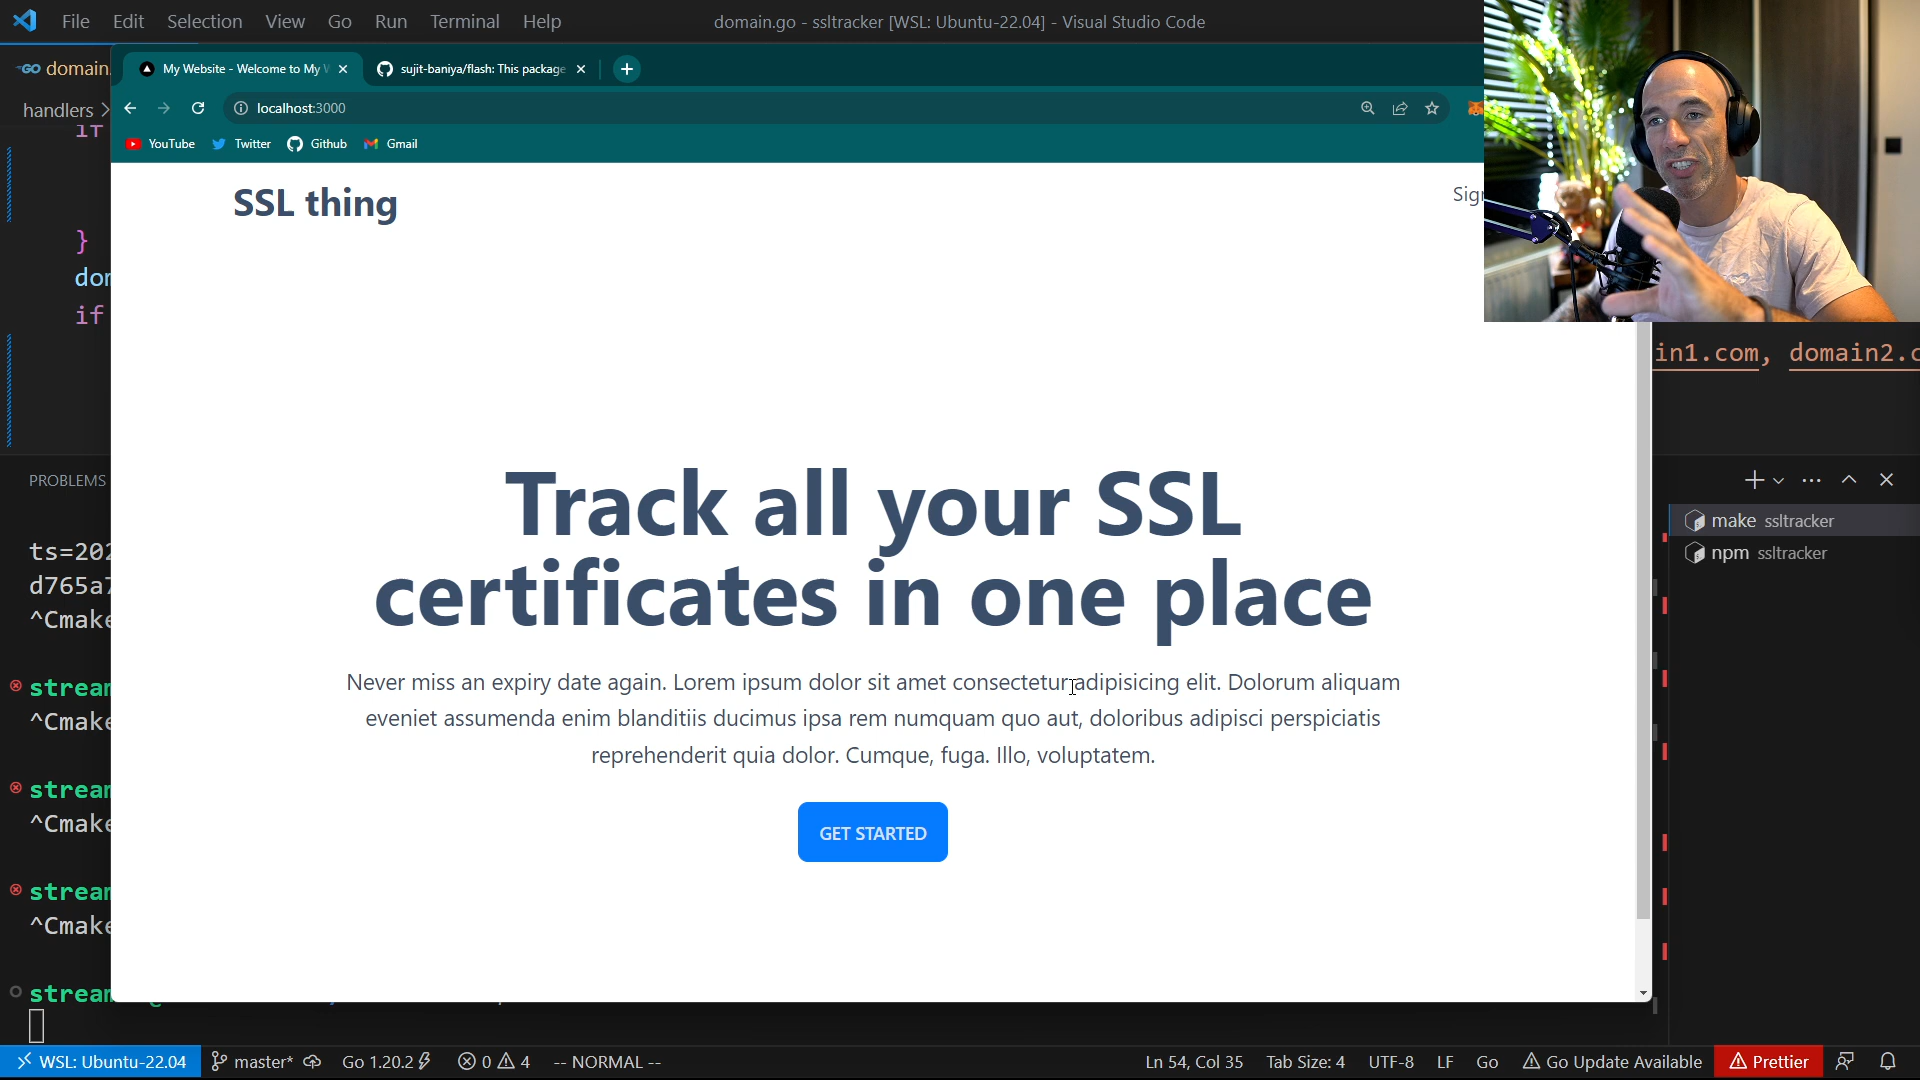 File Edit Selection View Go Run Terminal Help
domain.go - ssltracker [WSL: Ubuntu-22.04] - Visual Studio Code
domain.
My Website - Welcome to My
sujit-baniya/flash: This package
handlers
localhost:3000
YouTube Twitter Github Gmail
if
}
if
SSL thing
in1.com, domain2.c
Track all your SSL
certificates in one place
Never miss an expiry date again. Lorem ipsum dolor sit amet consectetur adipisicing elit. Dolorum aliquam
eveniet assumenda enim blanditiis ducimus ipsa rem numquam quo aut, doloribus adipisci perspiciatis
reprehenderit quia dolor. Cumque, fuga. Illo, voluptatem.
GET STARTED
PROBLEMS
ts=202
d765a7
^Cmake
^Cmake
^Cmake
^Cmake
make ssltracker
npm ssltracker
WSL: Ubuntu-22.04 master* Go 1.20.2 0 4 -- NORMAL --
Ln 54, Col 35 Tab Size: 4 UTF-8 LF Go Go Update Available Prettier